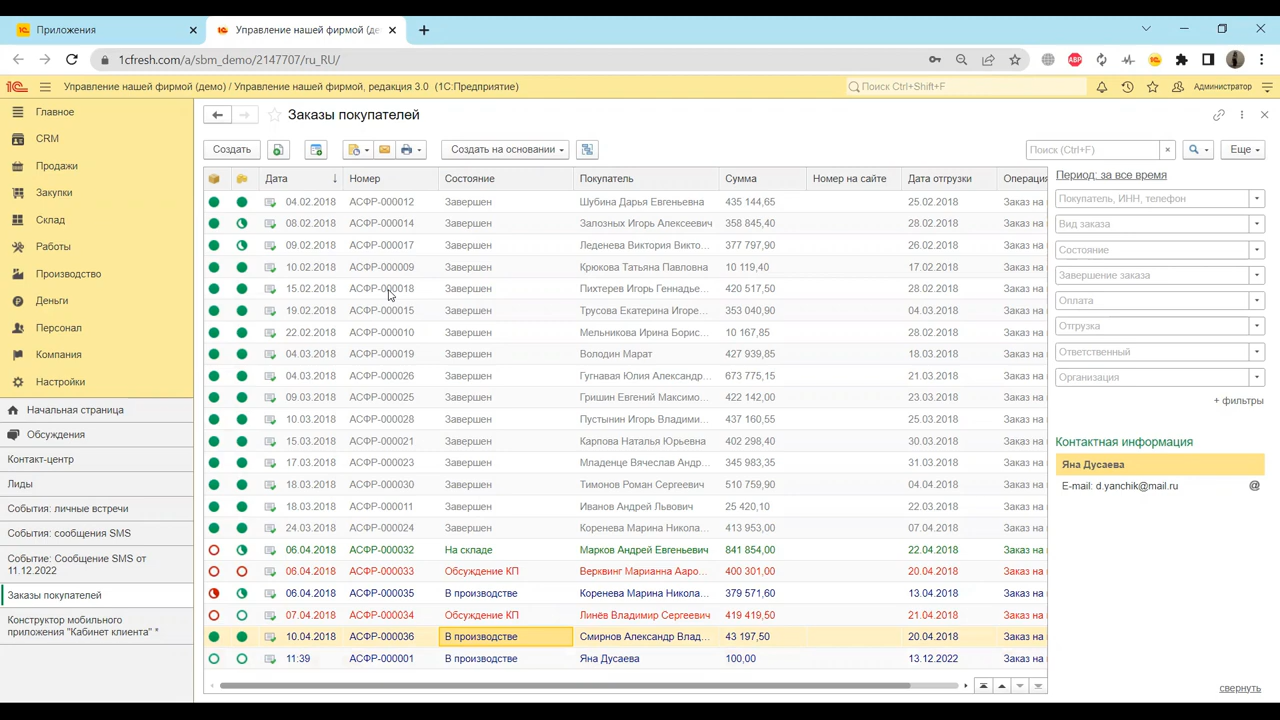 Приложения × Управление нашей фирмой (де × +
1cfresh.com/a/sbm_demo/2147707/ru_RU/
1С Управление нашей фирмой (демо) / Управление нашей фирмой, редакция 3.0 (1С:Предприятие) Поиск Ctrl+Shift+F Администратор
Главное
CRM
Продажи
Закупки
Склад
Работы
Производство
Деньги
Персонал
Компания
Настройки
Начальная страница
Обсуждения
Контакт-центр
Лиды
События: личные встречи
События: сообщения SMS
Событие: Сообщение SMS от
11.12.2022
Заказы покупателей
Конструктор мобильного
приложения "Кабинет клиента" *
Заказы покупателей
Создать Создать на основании Поиск (Ctrl+F) × Еще
Дата ↓ Номер Состояние Покупатель Сумма Номер на сайте Дата отгрузки Операция
04.02.2018 АСФР-000012 Завершен Шубина Дарья Евгеньевна 435 144,65 25.02.2018 Заказ на
08.02.2018 АСФР-000014 Завершен Запозных Игорь Алексеевич 358 845,40 28.02.2018 Заказ на
09.02.2018 АСФР-000017 Завершен Леденева Виктория Викто... 377 797,90 26.02.2018 Заказ на
10.02.2018 АСФР-000009 Завершен Крюкова Татьяна Павловна 10 119,40 17.02.2018 Заказ на
15.02.2018 Завершен Пихтерев Игорь Геннадье... 420 517,50 28.02.2018 Заказ на
19.02.2018 АСФР-000015 Завершен Трусова Екатерина Игоре... 353 040,90 04.03.2018 Заказ на
22.02.2018 АСФР-000010 Завершен Мельникова Ирина Борис... 10 167,85 28.02.2018 Заказ на
04.03.2018 АСФР-000019 Завершен Володин Марат 427 939,85 18.03.2018 Заказ на
04.03.2018 АСФР-000026 Завершен Гугнавая Юлия Александр... 673 775,15 21.03.2018 Заказ на
09.03.2018 АСФР-000025 Завершен Гришин Евгений Максимо... 422 142,00 23.03.2018 Заказ на
10.03.2018 АСФР-000028 Завершен Пустынин Игорь Владими... 437 160,55 25.03.2018 Заказ на
15.03.2018 АСФР-000021 Завершен Карпова Наталья Юрьевна 402 298,40 30.03.2018 Заказ на
17.03.2018 АСФР-000023 Завершен Младенце Вячеслав Андр... 345 983,35 31.03.2018 Заказ на
18.03.2018 АСФР-000030 Завершен Тимонов Роман Сергеевич 510 759,90 04.03.2018 Заказ на
18.03.2018 АСФР-000011 Завершен Иванов Андрей Львович 25 420,10 22.03.2018 Заказ на
24.03.2018 АСФР-000024 Завершен Коренева Марина Никола... 413 953,00 07.04.2018 Заказ на
06.04.2018 АСФР-000032 На складе Марков Андрей Евгеньевич 841 854,00 22.04.2018 Заказ на
06.04.2018 АСФР-000033 Обсуждение КП Верквинг Марианна Ааро... 400 301,00 20.04.2018 Заказ на
06.04.2018 АСФР-000035 В производстве Коренева Марина Никола... 379 571,60 13.04.2018 Заказ на
07.04.2018 АСФР-000034 Обсуждение КП Линёв Владимир Сергеевич 419 419,50 21.04.2018 Заказ на
10.04.2018 АСФР-000036 В производстве Смирнов Александр Влад... 43 197,50 20.04.2018 Заказ на
11:39 АСФР-000001 В производстве Яна Дусаева 100,00 13.12.2022 Заказ на
Период: за все время
Покупатель, ИНН, телефон
Вид заказа
Состояние
Завершение заказа
Оплата
Отгрузка
Ответственный
Организация
+ фильтры
Контактная информация
Яна Дусаева
E-mail: d.yanchik@mail.ru @
свернуть